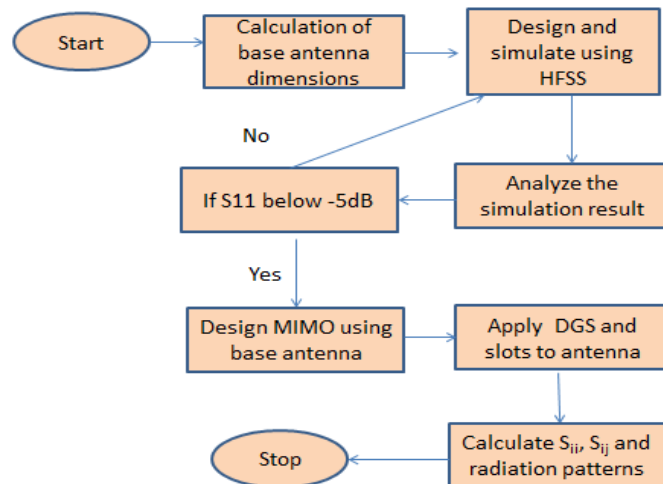 Start
Calculation of
base antenna
dimensions
Design and
simulate using
HFSS
No
If S11 below -5dB
Analyze the
simulation result
Yes
Design MIMO using
base antenna
Apply DGS and
slots to antenna
Stop
Calculate Sii, Sij and
radiation patterns